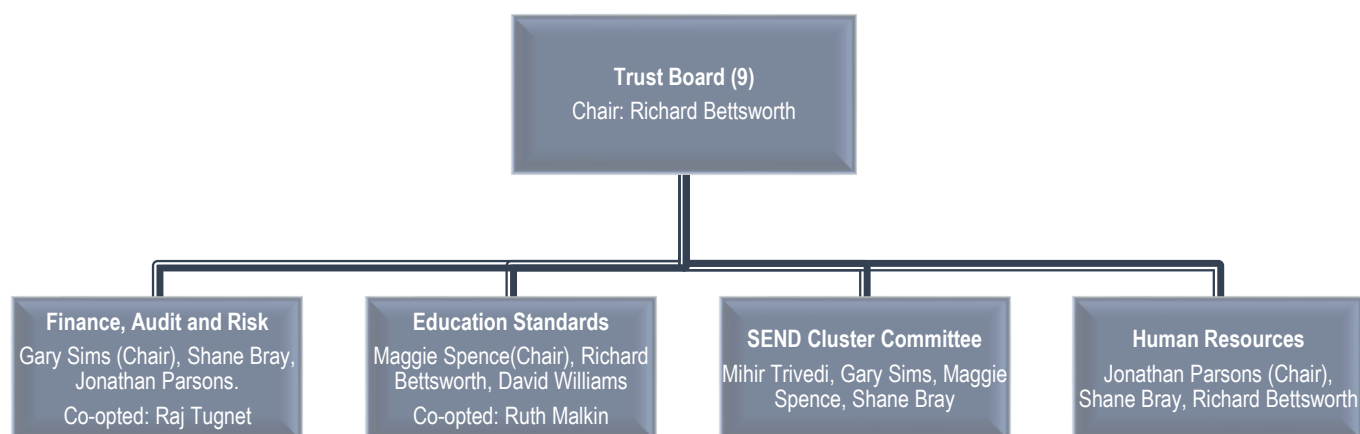 Trust Board (9)
Chair: Richard Bettsworth
Finance, Audit and Risk
Gary Sims (Chair), Shane Bray,
Jonathan Parsons.
Co-opted: Raj Tugnet
Education Standards
Maggie Spence(Chair), Richard
Bettsworth, David Williams
Co-opted: Ruth Malkin
SEND Cluster Committee
Mihir Trivedi, Gary Sims, Maggie
Spence, Shane Bray
Human Resources
Jonathan Parsons (Chair),
Shane Bray, Richard Bettsworth